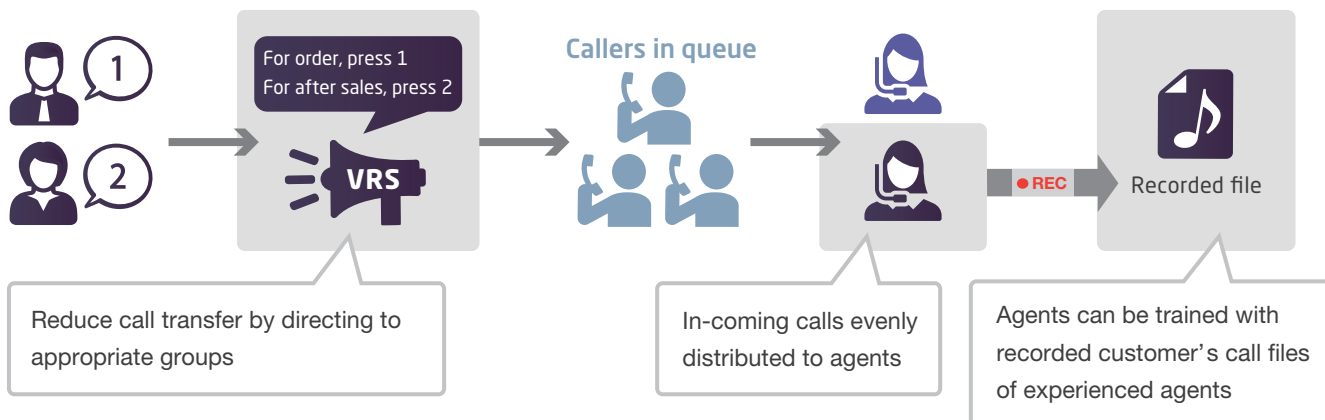 1
2
For order, press 1
For after sales, press 2
VRS
Callers in queue
REC
Recorded file
Reduce call transfer by directing to
appropriate groups
In-coming calls evenly
distributed to agents
Agents can be trained with
recorded customer’s call files
of experienced agents